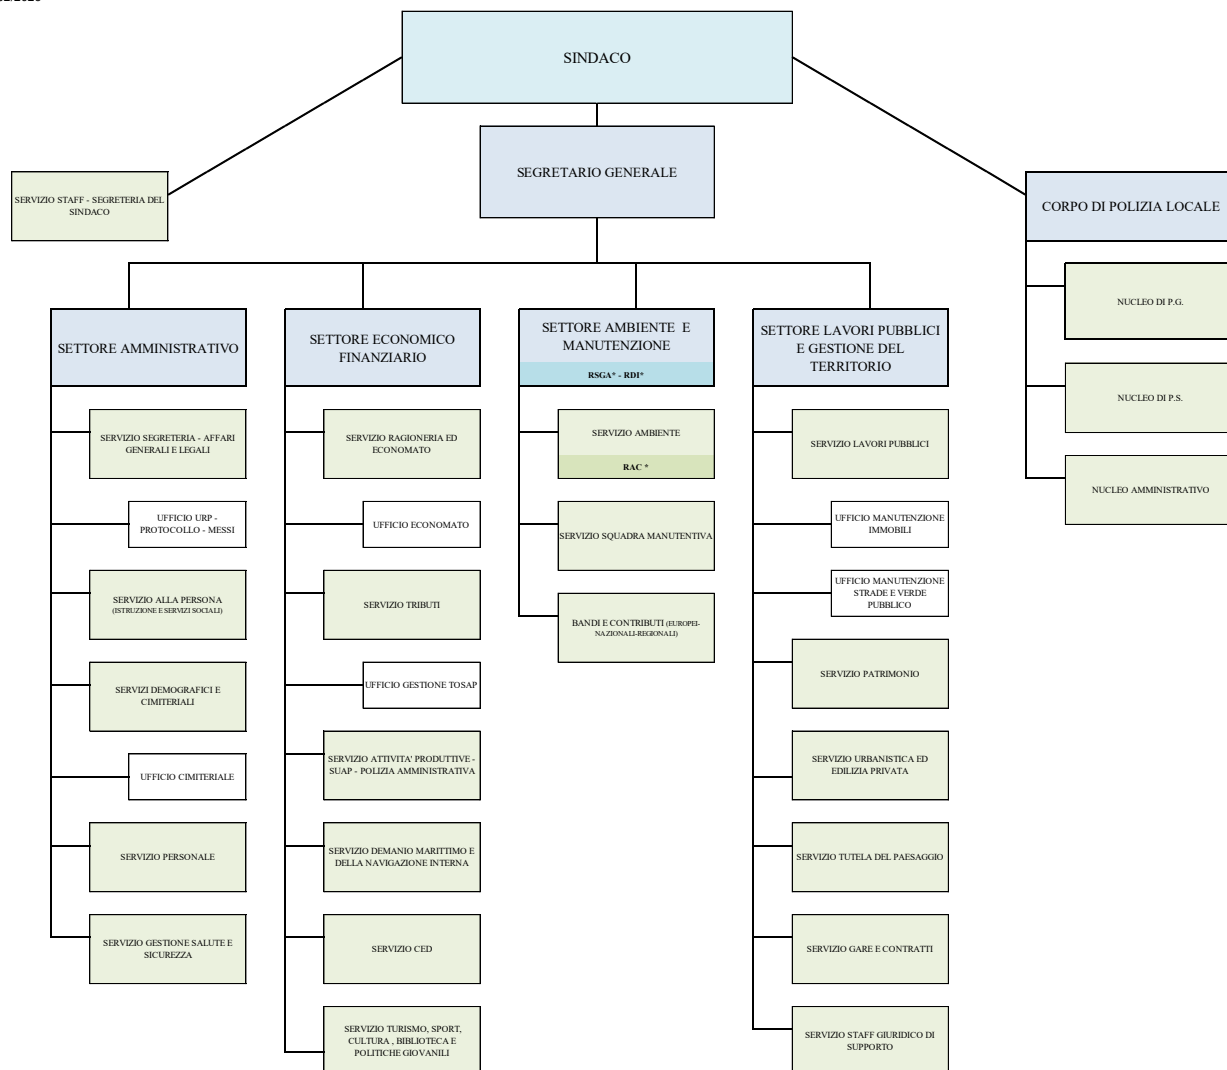 SINDACO
SEGRETARIO GENERALE
SERVIZIO STAFF - SEGRETERIA DEL
SINDACO
CORPO DI POLIZIA LOCALE
NUCLEO DI P.G.
NUCLEO DI P.S.
NUCLEO AMMINISTRATIVO
SETTORE AMMINISTRATIVO
SERVIZIO SEGRETERIA - AFFARI
GENERALI E LEGALI
UFFICIO URP -
PROTOCOLLO - MESSI
SERVIZIO ALLA PERSONA
(ISTRUZIONE E SERVIZI SOCIALI)
SERVIZI DEMOGRAFICI E
CIMITERIALI
UFFICIO CIMITERIALE
SERVIZIO PERSONALE
SERVIZIO GESTIONE SALUTE E
SICUREZZA
SETTORE ECONOMICO
FINANZIARIO
SERVIZIO RAGIONERIA ED
ECONOMATO
UFFICIO ECONOMATO
SERVIZIO TRIBUTI
UFFICIO GESTIONE TOSAP
SERVIZIO ATTIVITA' PRODUTTIVE -
SUAP - POLIZIA AMMINISTRATIVA
SERVIZIO DEMANIO MARITTIMO E
DELLA NAVIGAZIONE INTERNA
SERVIZIO CED
SERVIZIO TURISMO, SPORT,
CULTURA , BIBLIOTECA E
POLITICHE GIOVANILI
SETTORE AMBIENTE E
MANUTENZIONE
RSGA* - RDI*
SERVIZIO AMBIENTE
RAC *
SERVIZIO SQUADRA MANUTENTIVA
BANDI E CONTRIBUTI (EUROPEI-
NAZIONALI-REGIONALI)
SETTORE LAVORI PUBBLICI
E GESTIONE DEL
TERRITORIO
SERVIZIO LAVORI PUBBLICI
UFFICIO MANUTENZIONE
IMMOBILI
UFFICIO MANUTENZIONE
STRADE E VERDE
PUBBLICO
SERVIZIO PATRIMONIO
SERVIZIO URBANISTICA ED
EDILIZIA PRIVATA
SERVIZIO TUTELA DEL PAESAGGIO
SERVIZIO GARE E CONTRATTI
SERVIZIO STAFF GIURIDICO DI
SUPPORTO